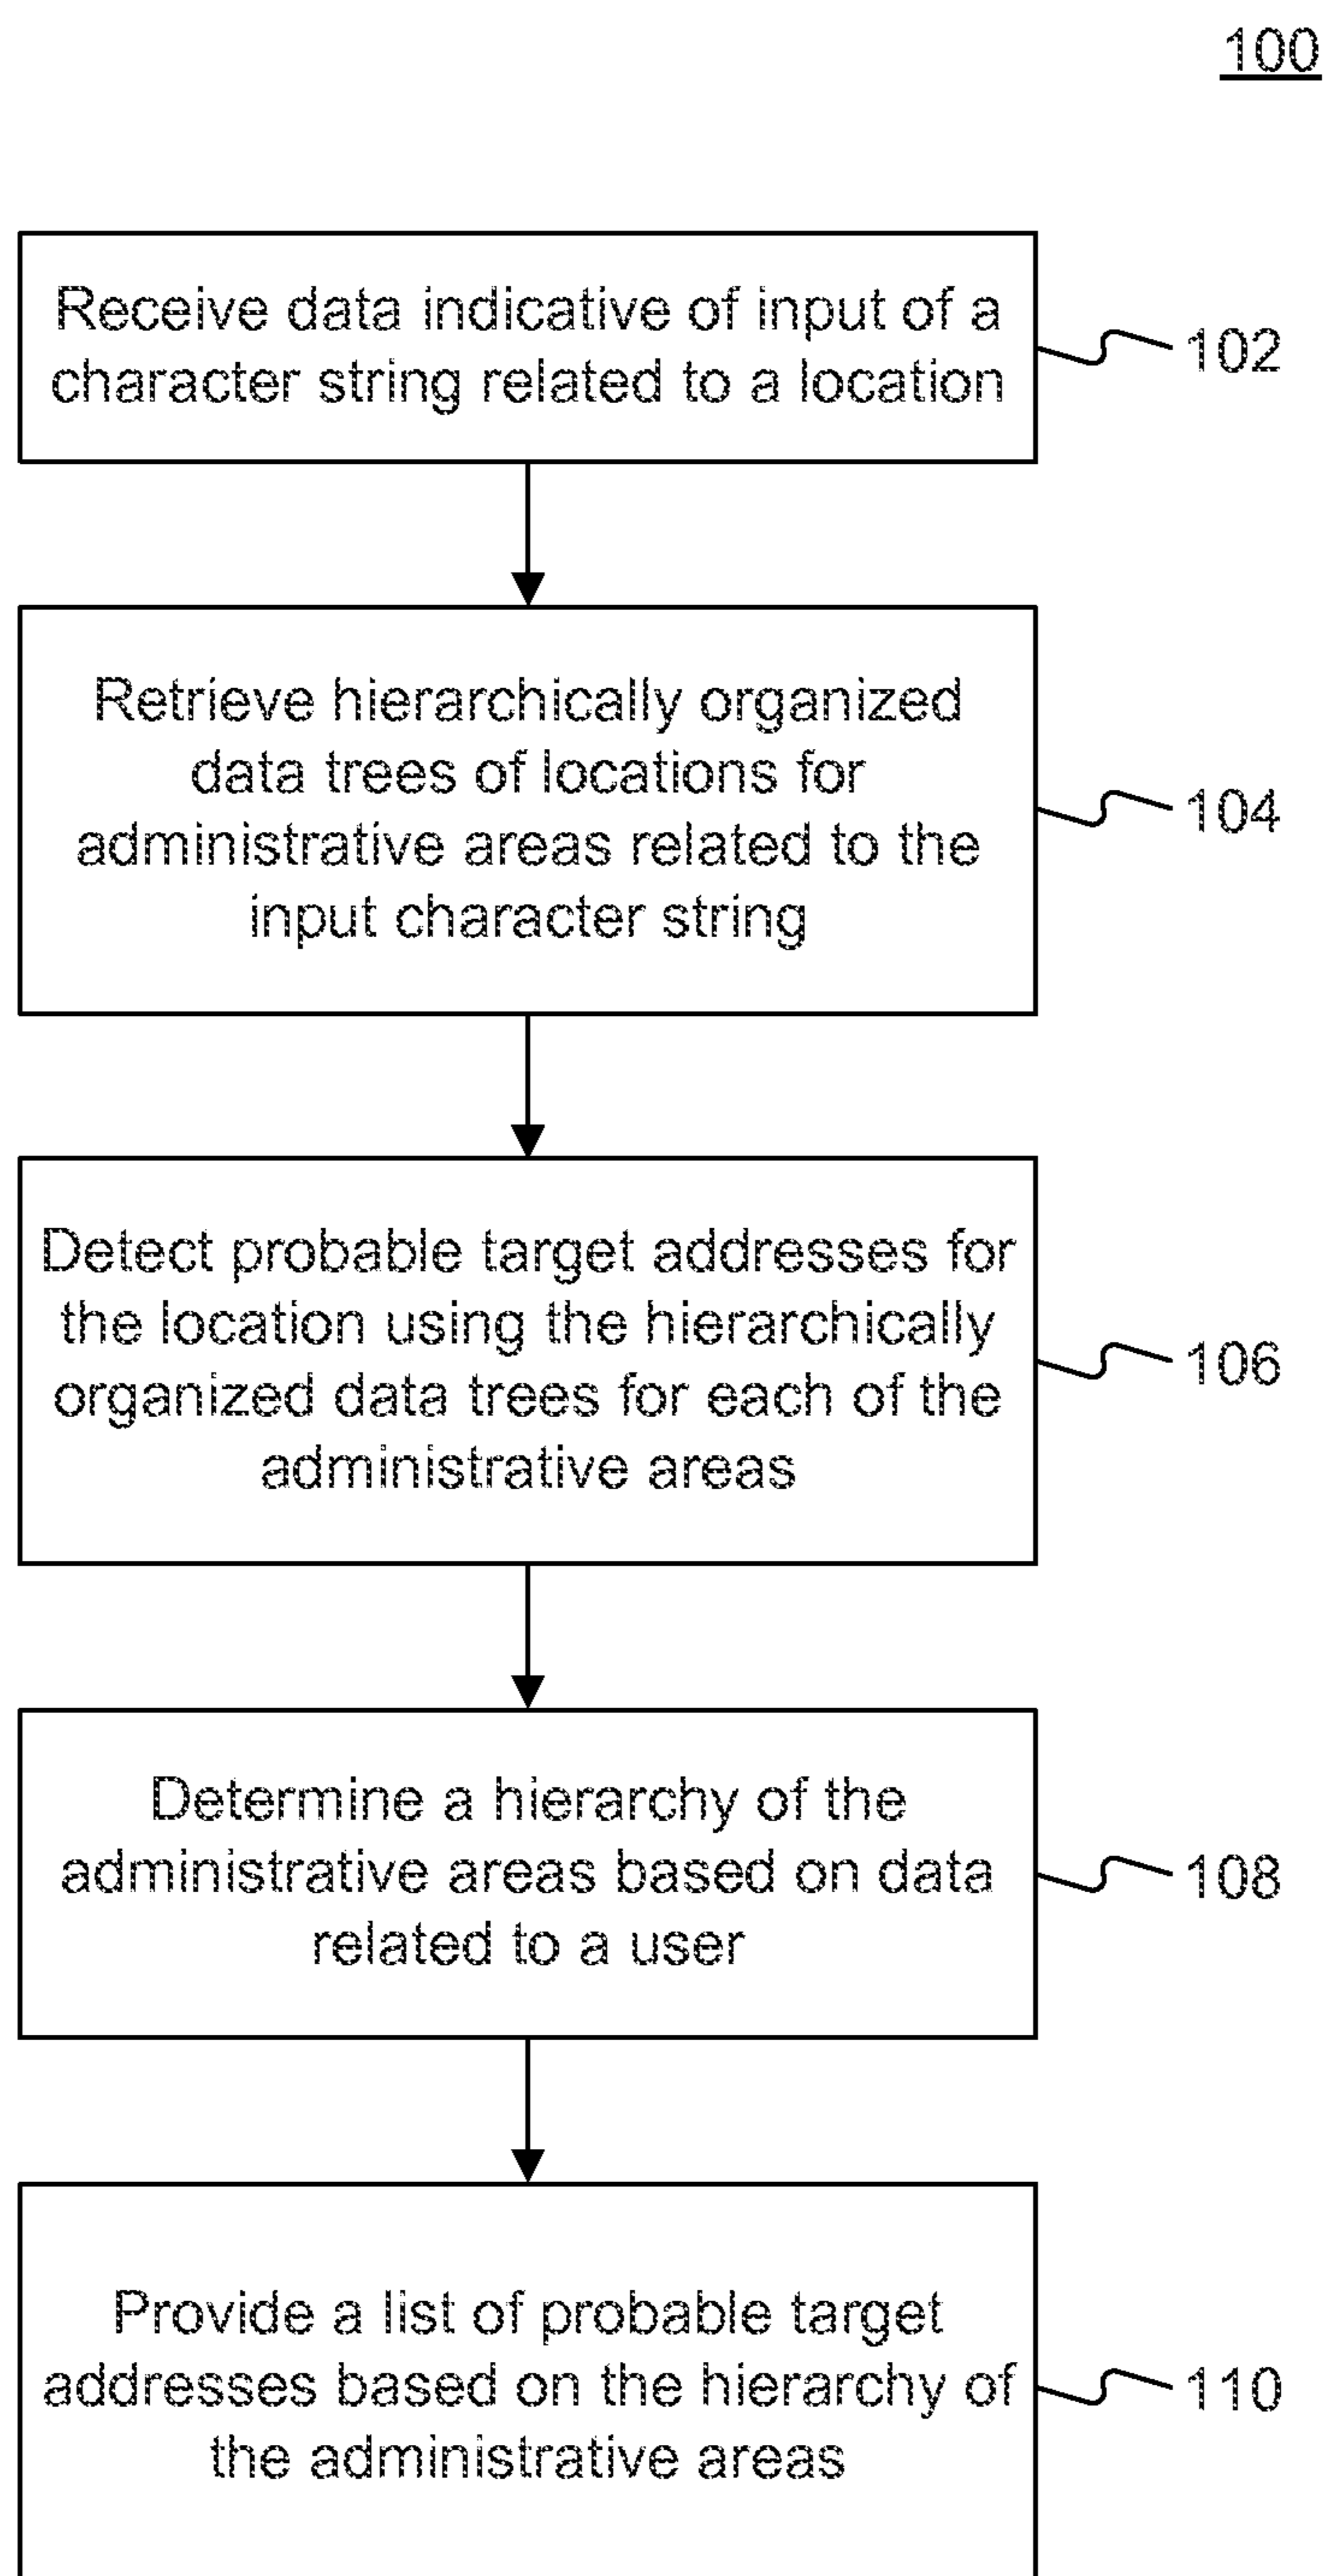 100
Receive data indicative of input of a
character string related to a location
102
Retrieve hierarchically organized
data trees of locations for
administrative areas related to the
input character string
104
Detect probable target addresses for
the location using the hierarchically
organized data trees for each of the
administrative areas
106
Determine a hierarchy of the
administrative areas based on data
related to a user
108
Provide a list of probable target
addresses based on the hierarchy of
the administrative areas
110